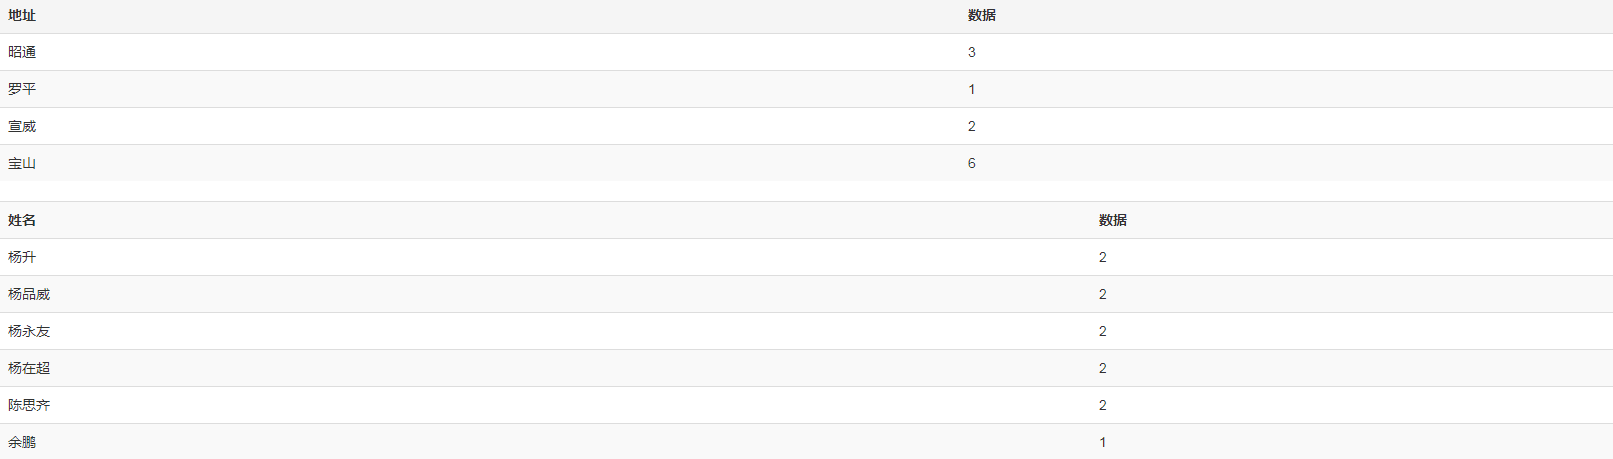 地址 数据
昭通 3
罗平 1
宣威 2
宝山 6
姓名 数据
杨升 2
杨品威 2
杨永友 2
杨在超 2
陈思齐 2
余鹏 1